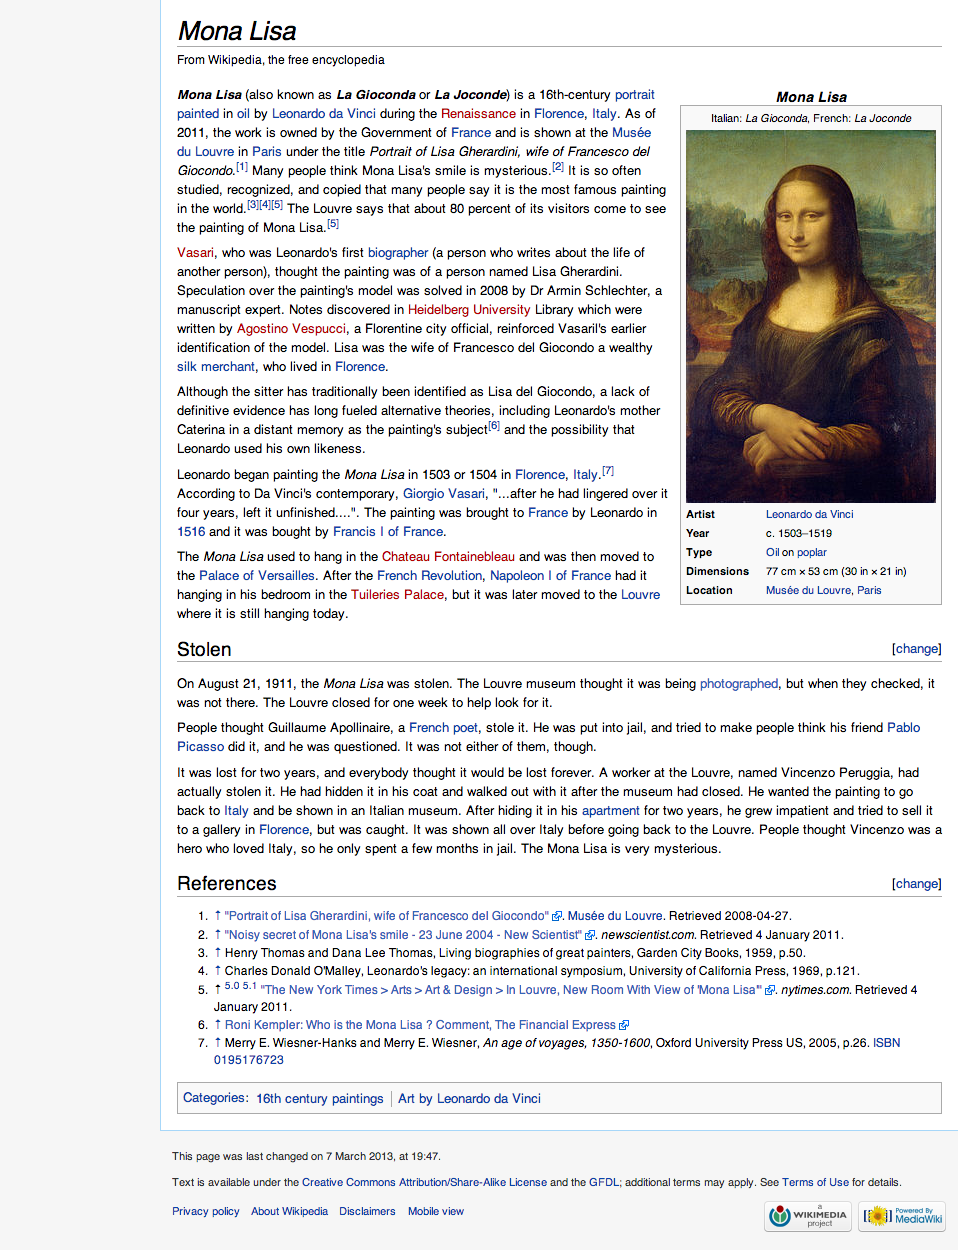 Mona Lisa
From Wikipedia, the free encyclopedia
Mona Lisa (also known as La Gioconda or La Joconde) is a 16th-century portrait
painted in oil by Leonardo da Vinci during the Renaissance in Florence, Italy. As of
2011, the work is owned by the Government of France and is shown at the Musée
du Louvre in Paris under the title Portrait of Lisa Gherardini, wife of Francesco del
Giocondo.[1] Many people think Mona Lisa's smile is mysterious.[2] It is so often
studied, recognized, and copied that many people say it is the most famous painting
in the world.[3][4][5] The Louvre says that about 80 percent of its visitors come to see
the painting of Mona Lisa.[5]
Vasari, who was Leonardo's first biographer (a person who writes about the life of
another person), thought the painting was of a person named Lisa Gherardini.
Speculation over the painting's model was solved in 2008 by Dr Armin Schlechter, a
manuscript expert. Notes discovered in Heidelberg University Library which were
written by Agostino Vespucci, a Florentine city official, reinforced Vasaril's earlier
identification of the model. Lisa was the wife of Francesco del Giocondo a wealthy
silk merchant, who lived in Florence.
Although the sitter has traditionally been identified as Lisa del Giocondo, a lack of
definitive evidence has long fueled alternative theories, including Leonardo's mother
Caterina in a distant memory as the painting's subject[6] and the possibility that
Leonardo used his own likeness.
Leonardo began painting the Mona Lisa in 1503 or 1504 in Florence, Italy.[7]
According to Da Vinci's contemporary, Giorgio Vasari, "...after he had lingered over it
four years, left it unfinished....". The painting was brought to France by Leonardo in
1516 and it was bought by Francis I of France.
The Mona Lisa used to hang in the Chateau Fontainebleau and was then moved to
the Palace of Versailles. After the French Revolution, Napoleon I of France had it
hanging in his bedroom in the Tuileries Palace, but it was later moved to the Louvre
where it is still hanging today.
Mona Lisa
Italian: La Gioconda, French: La Joconde
Artist Leonardo da Vinci
Year c. 1503–1519
Type Oil on poplar
Dimensions 77 cm × 53 cm (30 in × 21 in)
Location Musée du Louvre, Paris
Stolen [change]
On August 21, 1911, the Mona Lisa was stolen. The Louvre museum thought it was being photographed, but when they checked, it
was not there. The Louvre closed for one week to help look for it.
People thought Guillaume Apollinaire, a French poet, stole it. He was put into jail, and tried to make people think his friend Pablo
Picasso did it, and he was questioned. It was not either of them, though.
It was lost for two years, and everybody thought it would be lost forever. A worker at the Louvre, named Vincenzo Peruggia, had
actually stolen it. He had hidden it in his coat and walked out with it after the museum had closed. He wanted the painting to go
back to Italy and be shown in an Italian museum. After hiding it in his apartment for two years, he grew impatient and tried to sell it
to a gallery in Florence, but was caught. It was shown all over Italy before going back to the Louvre. People thought Vincenzo was a
hero who loved Italy, so he only spent a few months in jail. The Mona Lisa is very mysterious.
References [change]
1. ↑ "Portrait of Lisa Gherardini, wife of Francesco del Giocondo". Musée du Louvre. Retrieved 2008-04-27.
2. ↑ "Noisy secret of Mona Lisa's smile - 23 June 2004 - New Scientist". newscientist.com. Retrieved 4 January 2011.
3. ↑ Henry Thomas and Dana Lee Thomas, Living biographies of great painters, Garden City Books, 1959, p.50.
4. ↑ Charles Donald O'Malley, Leonardo's legacy: an international symposium, University of California Press, 1969, p.121.
5. ↑ 5.0 5.1 "The New York Times > Arts > Art & Design > In Louvre, New Room With View of 'Mona Lisa'". nytimes.com. Retrieved 4
January 2011.
6. ↑ Roni Kempler: Who is the Mona Lisa ? Comment, The Financial Express
7. ↑ Merry E. Wiesner-Hanks and Merry E. Wiesner, An age of voyages, 1350-1600, Oxford University Press US, 2005, p.26. ISBN
0195176723
Categories: 16th century paintings | Art by Leonardo da Vinci
This page was last changed on 7 March 2013, at 19:47.
Text is available under the Creative Commons Attribution/Share-Alike License and the GFDL; additional terms may apply. See Terms of Use for details.
Privacy policy About Wikipedia Disclaimers Mobile view
a
WIKIMEDIA
project
Powered By
MediaWiki